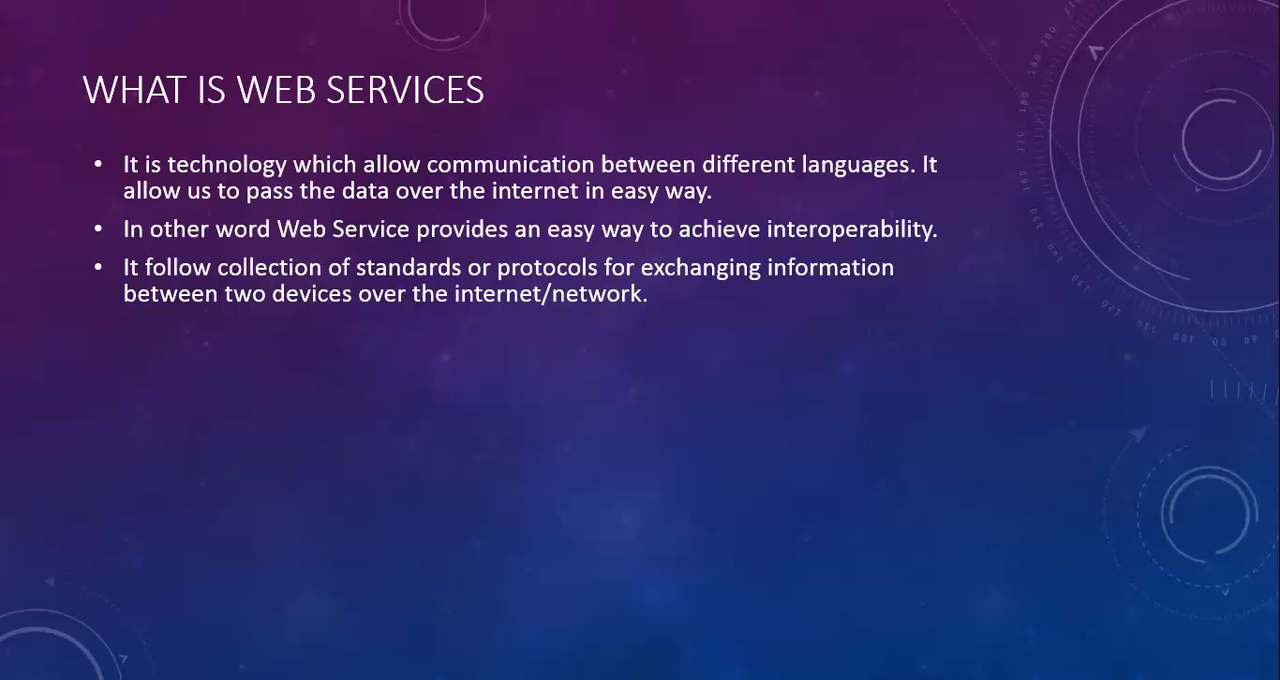 WHAT IS WEB SERVICES
• It is technology which allow communication between different languages. It
allow us to pass the data over the internet in easy way.
• In other word Web Service provides an easy way to achieve interoperability.
• It follow collection of standards or protocols for exchanging information
between two devices over the internet/network.